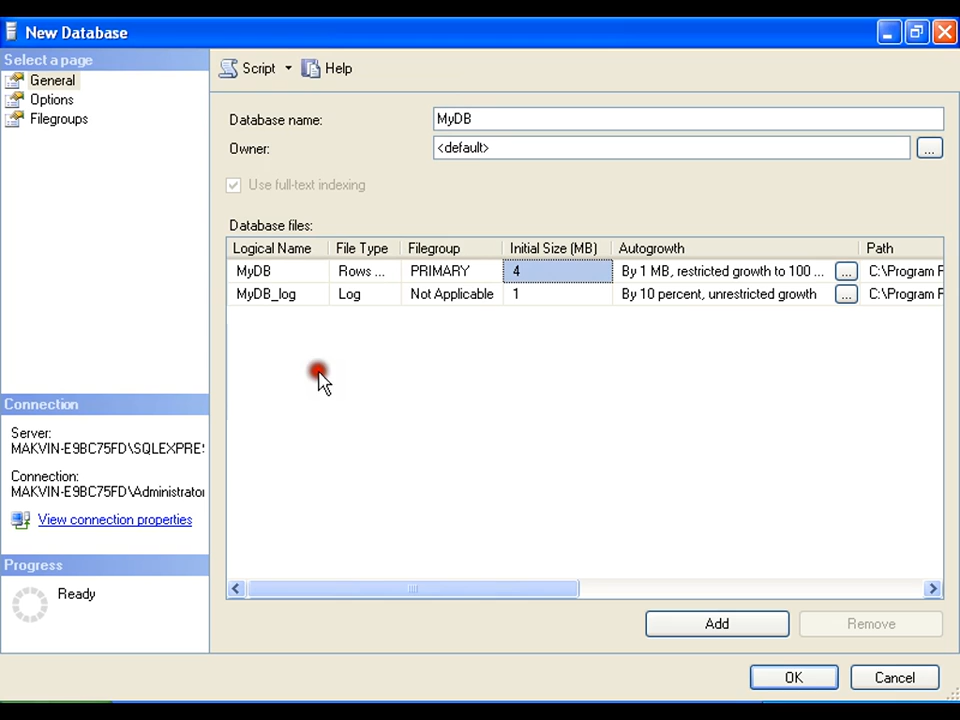 New Database
Select a page
General
Options
Filegroups
Script
Help
Database name:
MyDB
Owner:
<default>
...
Use full-text indexing
Database files:
Logical Name File Type Filegroup Initial Size (MB) Autogrowth Path
MyDB Rows ... PRIMARY 4 By 1 MB, restricted growth to 100 ... ... C:\Program F
MyDB_log Log Not Applicable 1 By 10 percent, unrestricted growth ... C:\Program F
Connection
Server:
MAKVIN-E9BC75FD\SQLEXPRES
Connection:
MAKVIN-E9BC75FD\Administrator
View connection properties
Progress
Ready
Add
Remove
OK
Cancel